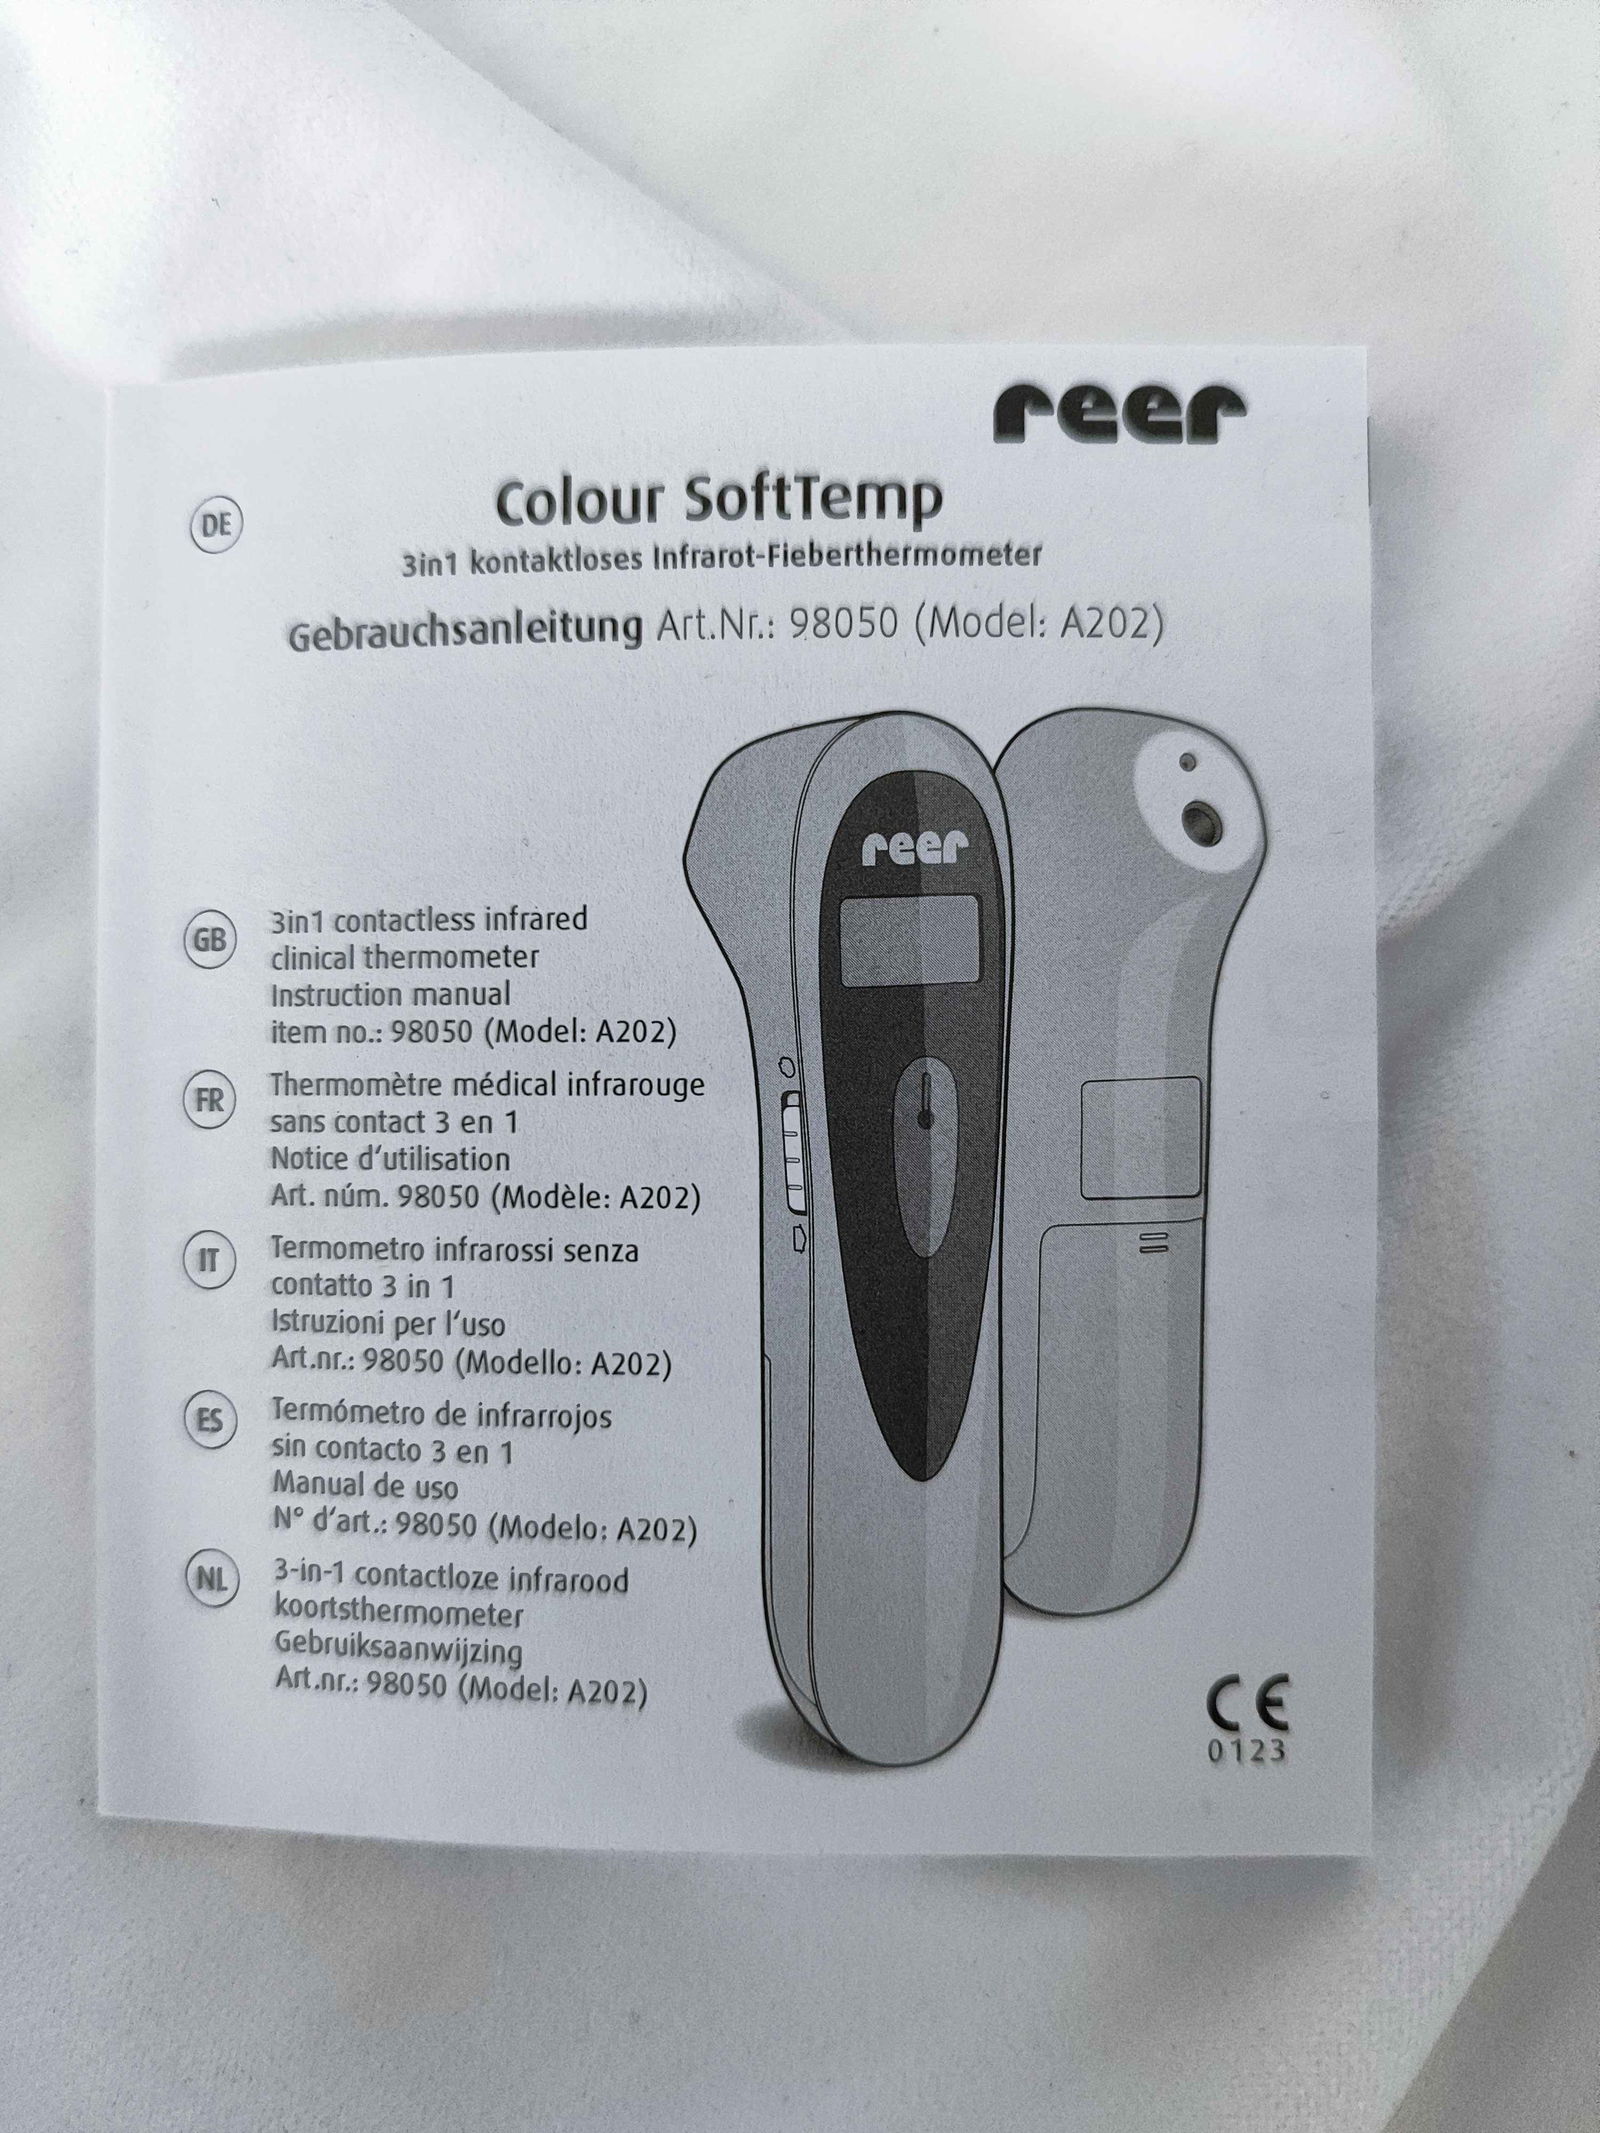 reer
DE
Colour SoftTemp
3in1 kontaktloses Infrarot-Fieberthermometer
Gebrauchsanleitung Art.Nr.: 98050 (Model: A202)
reer
GB
3in1 contactless infrared
clinical thermometer
Instruction manual
item no.: 98050 (Model: A202)
FR
Thermomètre médical infrarouge
sans contact 3 en 1
Notice d'utilisation
Art. núm. 98050 (Modèle: A202)
IT
Termometro infrarossi senza
contatto 3 in 1
Istruzioni per l'uso
Art.nr.: 98050 (Modello: A202)
ES
Termómetro de infrarrojos
sin contacto 3 en 1
Manual de uso
N° d'art.: 98050 (Modelo: A202)
NL
3-in-1 contactloze infrarood
koortsthermometer
Gebruiksaanwijzing
Art.nr.: 98050 (Model: A202)
CE
0123